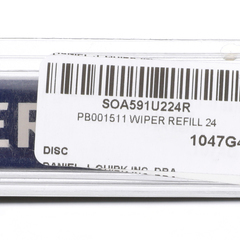 SOA591U224R
PB001511 WIPER REFILL 24
1047G4
DISC
ER